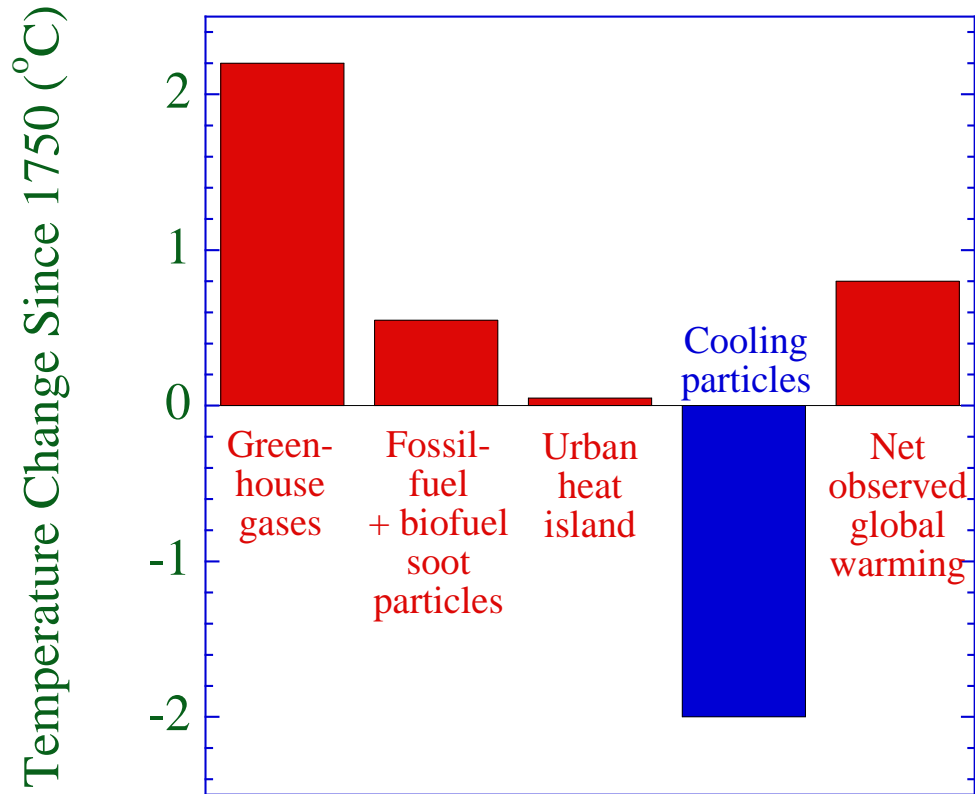 Temperature Change Since 1750 (°C)
2
1
0
-1
-2
Green-
house
gases
Fossil-
fuel
+ biofuel
soot
particles
Urban
heat
island
Cooling
particles
Net
observed
global
warming